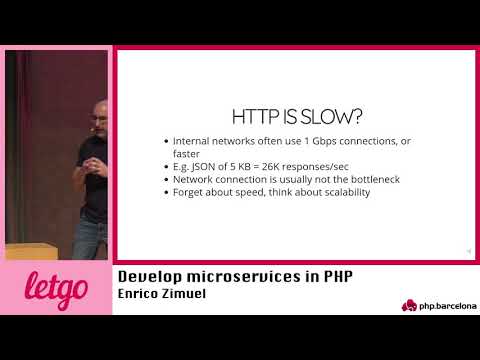 HTTP IS SLOW?
Internal networks often use 1 Gbps connections, or
faster
E.g. JSON of 5 KB = 26K responses/sec
Network connection is usually not the bottleneck
Forget about speed, think about scalability
letgo
Develop microservices in PHP
Enrico Zimuel
php.barcelona